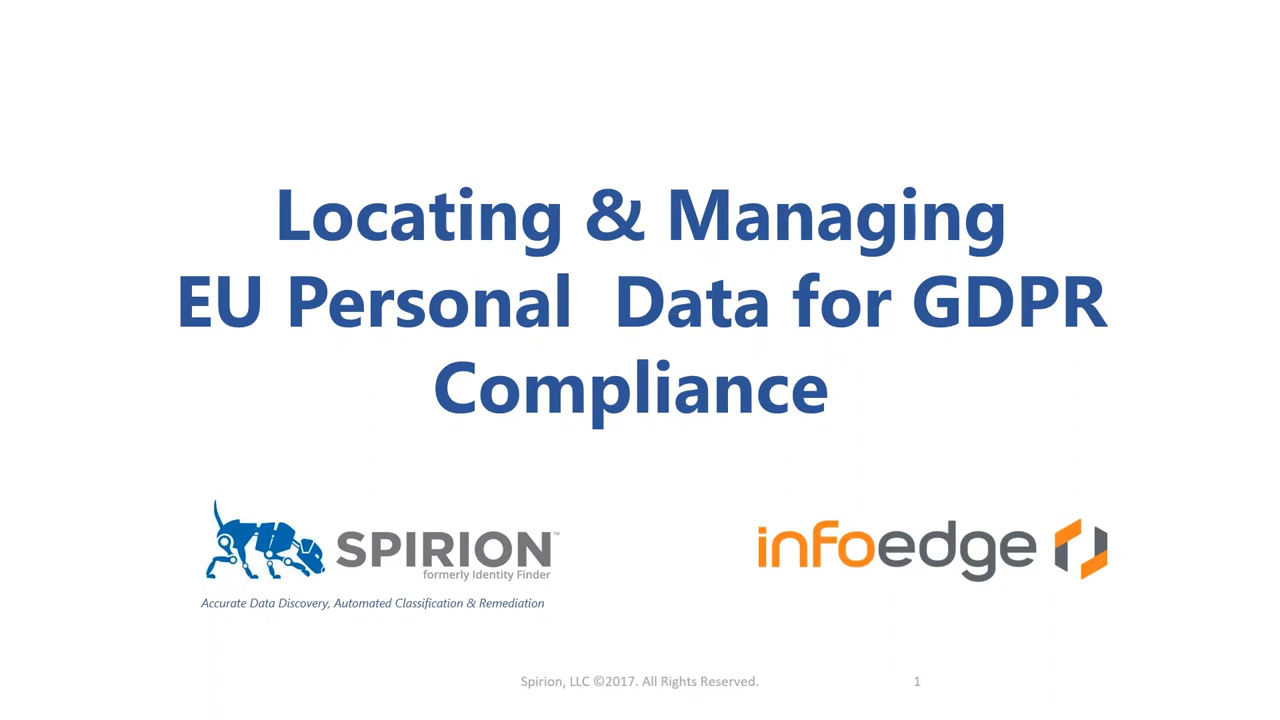 Locating & Managing
EU Personal  Data for GDPR
Compliance
SPIRION™
formerly Identity Finder
Accurate Data Discovery, Automated Classification & Remediation
infoedge
Spirion, LLC ©2017. All Rights Reserved.
1